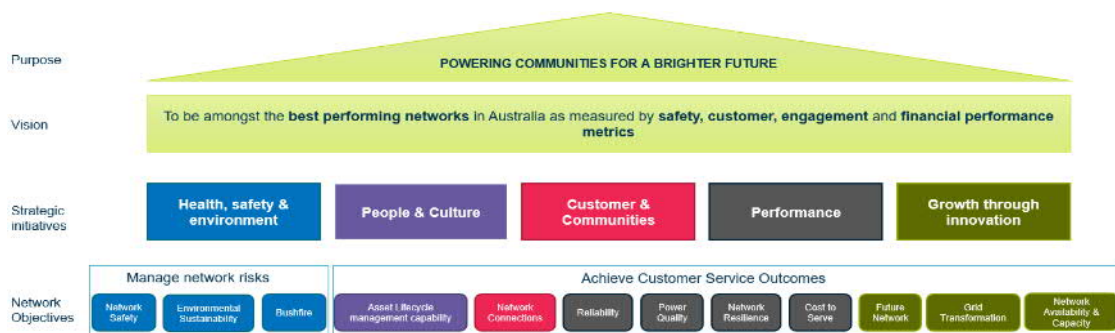 Purpose
POWERING COMMUNITIES FOR A BRIGHTER FUTURE
Vision
To be amongst the best performing networks in Australia as measured by safety, customer, engagement and financial performance
metrics
Strategic
initiatives
Health, safety &
environment
People & Culture
Customer &
Communities
Performance
Growth through
innovation
Network
Objectives
Manage network risks
Network
Safety
Environmental
Sustainability
Bushfire
Achieve Customer Service Outcomes
Asset Lifecycle
management capability
Network
Connections
Reliability
Power
Quality
Network
Resilience
Cost to
Serve
Future
Network
Grid
Transformation
Network
Availability &
Capacity